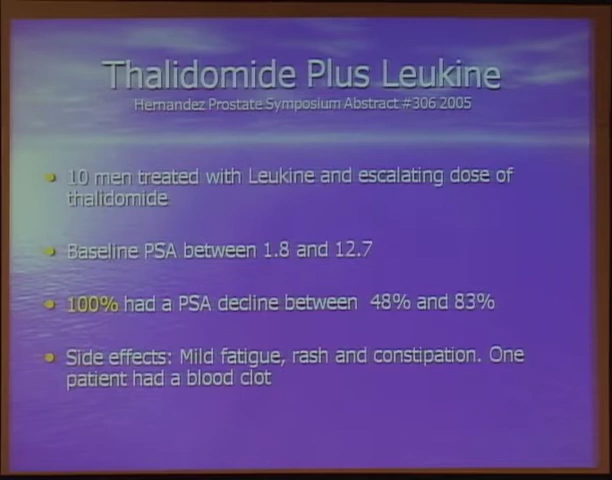 Thalidomide Plus Leukine
Hernandez Prostate Symposium Abstract #306 2005
• 10 men treated with Leukine and escalating dose of
thalidomide
• Baseline PSA between 1.8 and 12.7
• 100% had a PSA decline between 48% and 83%
• Side effects: Mild fatigue, rash and constipation. One
patient had a blood clot